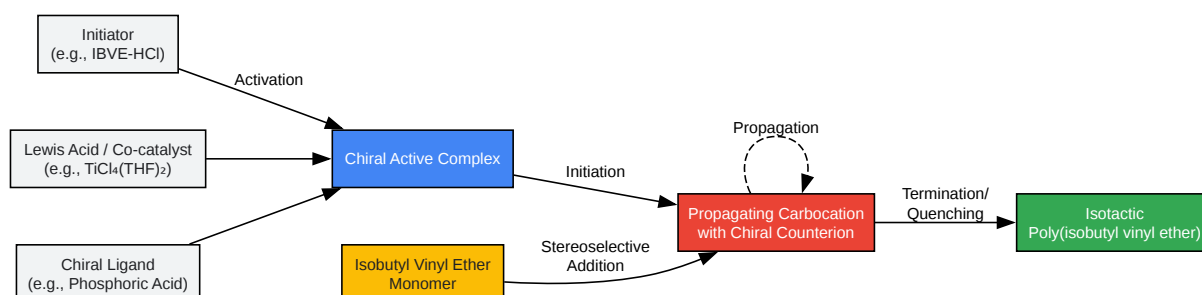 Initiator
(e.g., IBVE-HCl)
Activation
Lewis Acid / Co-catalyst
(e.g., TiCl₄(THF)₂)
Chiral Ligand
(e.g., Phosphoric Acid)
Chiral Active Complex
Initiation
Isobutyl Vinyl Ether
Monomer
Stereoselective
Addition
Propagation
Propagating Carbocation
with Chiral Counterion
Termination/
Quenching
Isotactic
Poly(isobutyl vinyl ether)